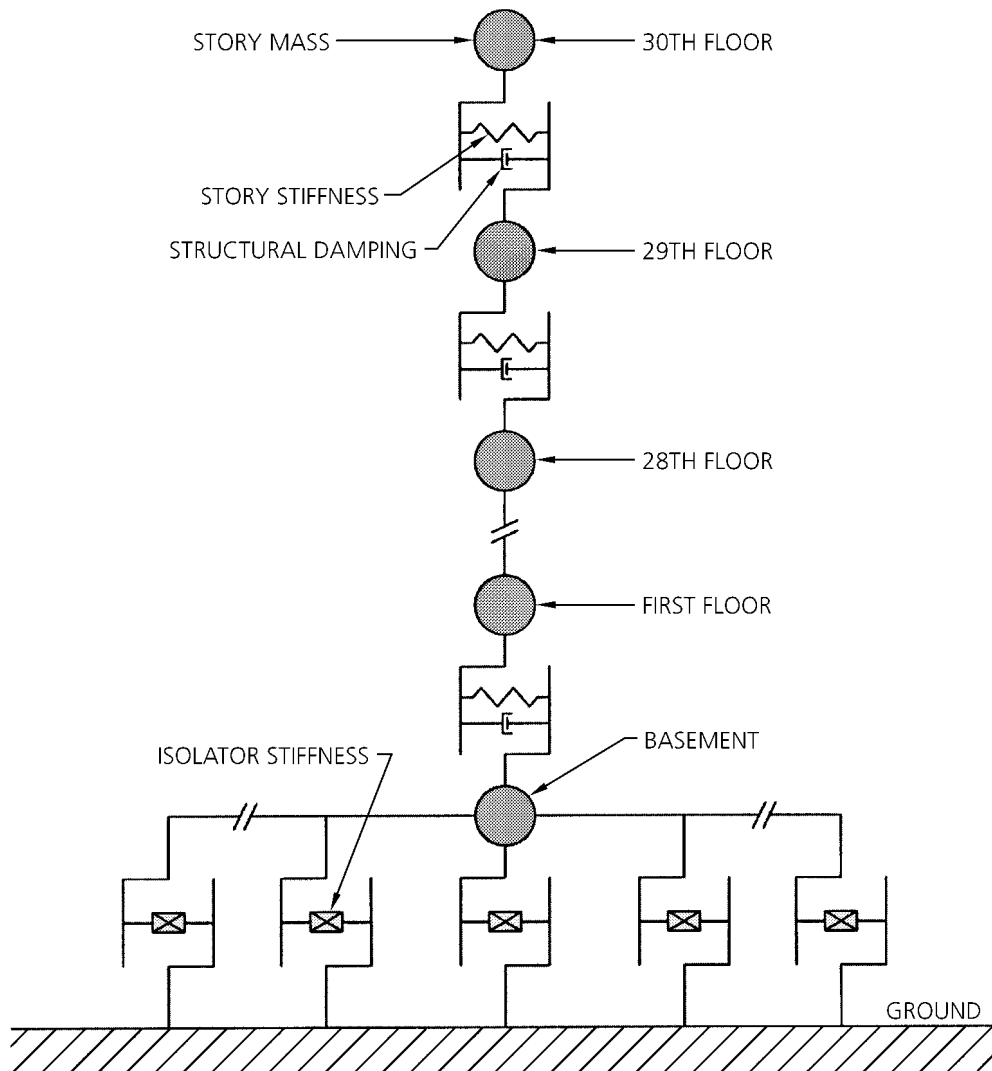 STORY MASS
30TH FLOOR
STORY STIFFNESS
STRUCTURAL DAMPING
29TH FLOOR
28TH FLOOR
FIRST FLOOR
ISOLATOR STIFFNESS
BASEMENT
GROUND